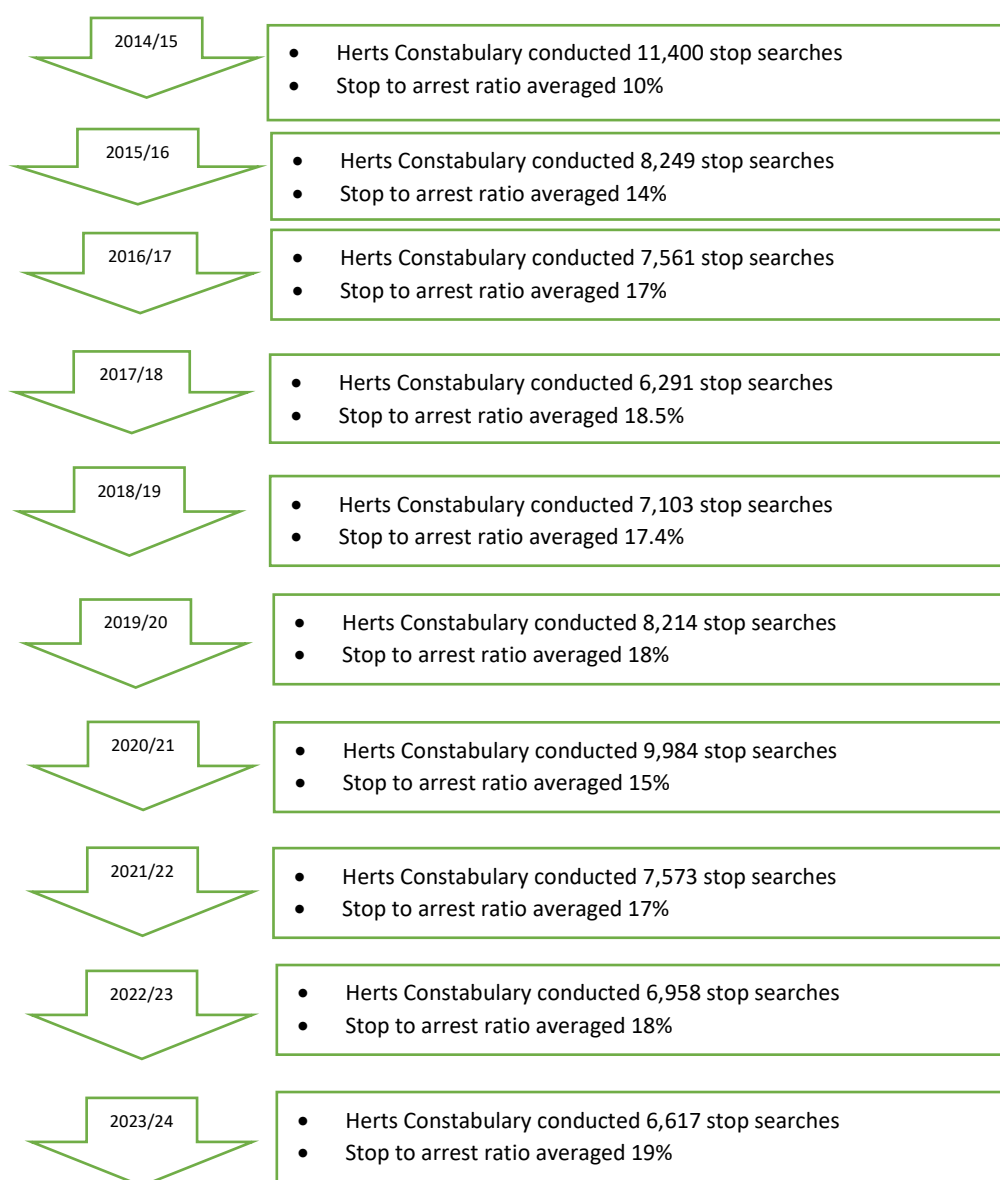 2014/15
• Herts Constabulary conducted 11,400 stop searches
• Stop to arrest ratio averaged 10%
2015/16
• Herts Constabulary conducted 8,249 stop searches
• Stop to arrest ratio averaged 14%
2016/17
• Herts Constabulary conducted 7,561 stop searches
• Stop to arrest ratio averaged 17%
2017/18
• Herts Constabulary conducted 6,291 stop searches
• Stop to arrest ratio averaged 18.5%
2018/19
• Herts Constabulary conducted 7,103 stop searches
• Stop to arrest ratio averaged 17.4%
2019/20
• Herts Constabulary conducted 8,214 stop searches
• Stop to arrest ratio averaged 18%
2020/21
• Herts Constabulary conducted 9,984 stop searches
• Stop to arrest ratio averaged 15%
2021/22
• Herts Constabulary conducted 7,573 stop searches
• Stop to arrest ratio averaged 17%
2022/23
• Herts Constabulary conducted 6,958 stop searches
• Stop to arrest ratio averaged 18%
2023/24
• Herts Constabulary conducted 6,617 stop searches
• Stop to arrest ratio averaged 19%